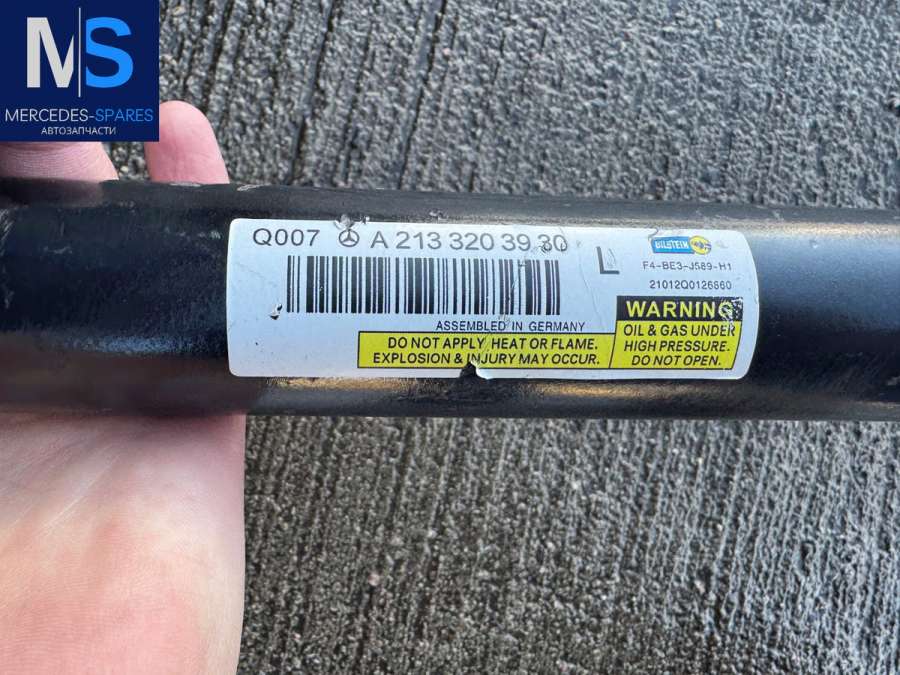 MS
MERCEDES-SPARES
АВТОЗАПЧАСТИ
Q007 A 213 320 39 30
L
BILSTEIN
F4-BE3-J589-H1
21012Q0126860
ASSEMBLED IN GERMANY
DO NOT APPLY HEAT OR FLAME.
EXPLOSION & INJURY MAY OCCUR.
WARNING
OIL & GAS UNDER
HIGH PRESSURE.
DO NOT OPEN.